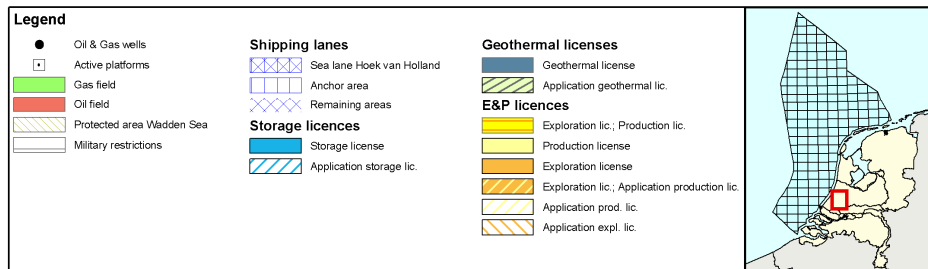 Legend
Oil & Gas wells
Active platforms
Gas field
Oil field
Protected area Wadden Sea
Military restrictions
Shipping lanes
Sea lane Hoek van Holland
Anchor area
Remaining areas
Storage licences
Storage license
Application storage lic.
Geothermal licenses
Geothermal license
Application geothermal lic.
E&P licences
Exploration lic.; Production lic.
Production license
Exploration license
Exploration lic.; Application production lic.
Application prod. lic.
Application expl. lic.